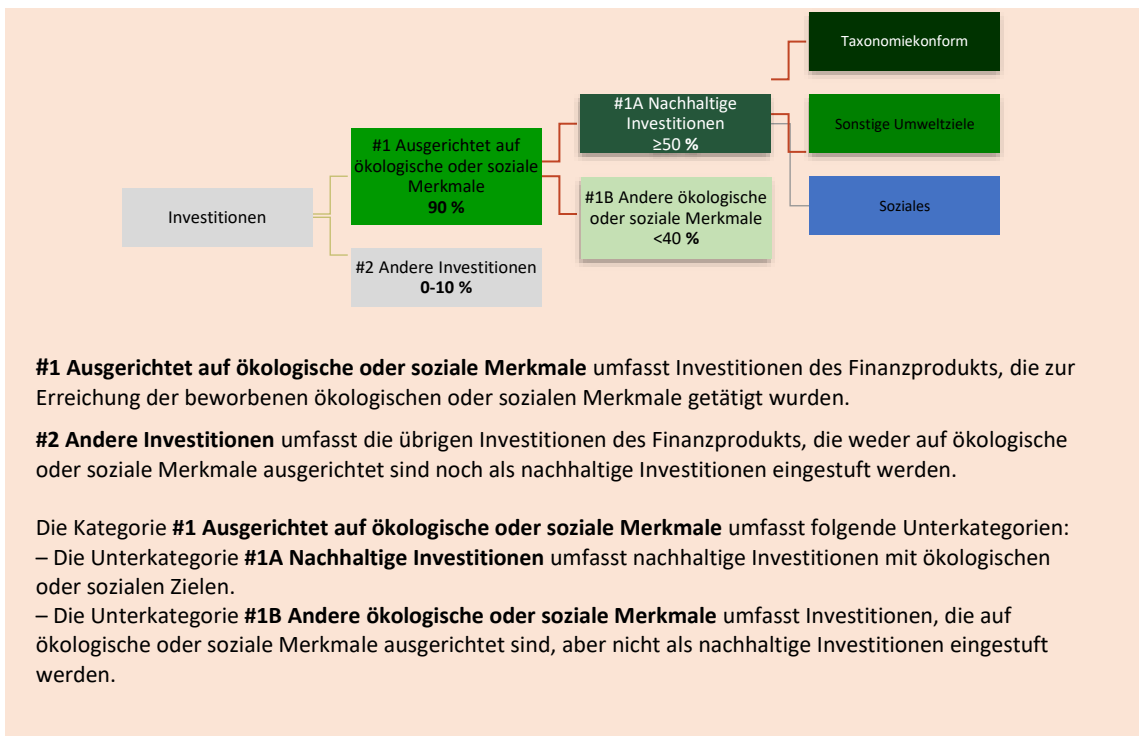 Taxonomiekonform
#1A Nachhaltige
Investitionen
≥50 %
Sonstige Umweltziele
#1 Ausgerichtet auf
ökologische oder soziale
Merkmale
90 %
#1B Andere ökologische
oder soziale Merkmale
<40 %
Soziales
Investitionen
#2 Andere Investitionen
0-10 %
#1 Ausgerichtet auf ökologische oder soziale Merkmale umfasst Investitionen des Finanzprodukts, die zur
Erreichung der beworbenen ökologischen oder sozialen Merkmale getätigt wurden.
#2 Andere Investitionen umfasst die übrigen Investitionen des Finanzprodukts, die weder auf ökologische
oder soziale Merkmale ausgerichtet sind noch als nachhaltige Investitionen eingestuft werden.
Die Kategorie #1 Ausgerichtet auf ökologische oder soziale Merkmale umfasst folgende Unterkategorien:
– Die Unterkategorie #1A Nachhaltige Investitionen umfasst nachhaltige Investitionen mit ökologischen
oder sozialen Zielen.
– Die Unterkategorie #1B Andere ökologische oder soziale Merkmale umfasst Investitionen, die auf
ökologische oder soziale Merkmale ausgerichtet sind, aber nicht als nachhaltige Investitionen eingestuft
werden.